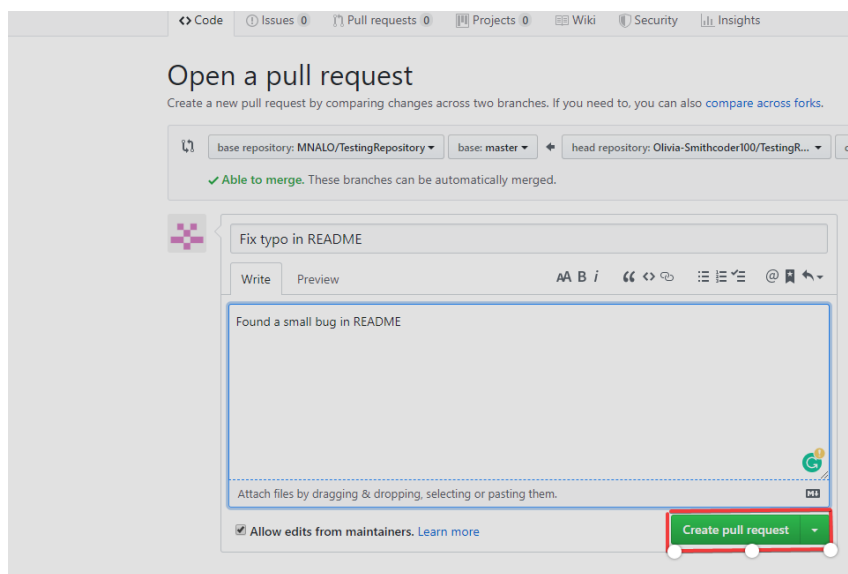 <> Code Issues 0 Pull requests 0 Projects 0 Wiki Security Insights
Open a pull request
Create a new pull request by comparing changes across two branches. If you need to, you can also compare across forks.
base repository: MNALO/TestingRepository base: master head repository: Olivia-Smithcoder100/TestingR... c
Able to merge. These branches can be automatically merged.
Fix typo in README
Write Preview AA B i @
Found a small bug in README
Attach files by dragging & dropping, selecting or pasting them.
Allow edits from maintainers. Learn more Create pull request